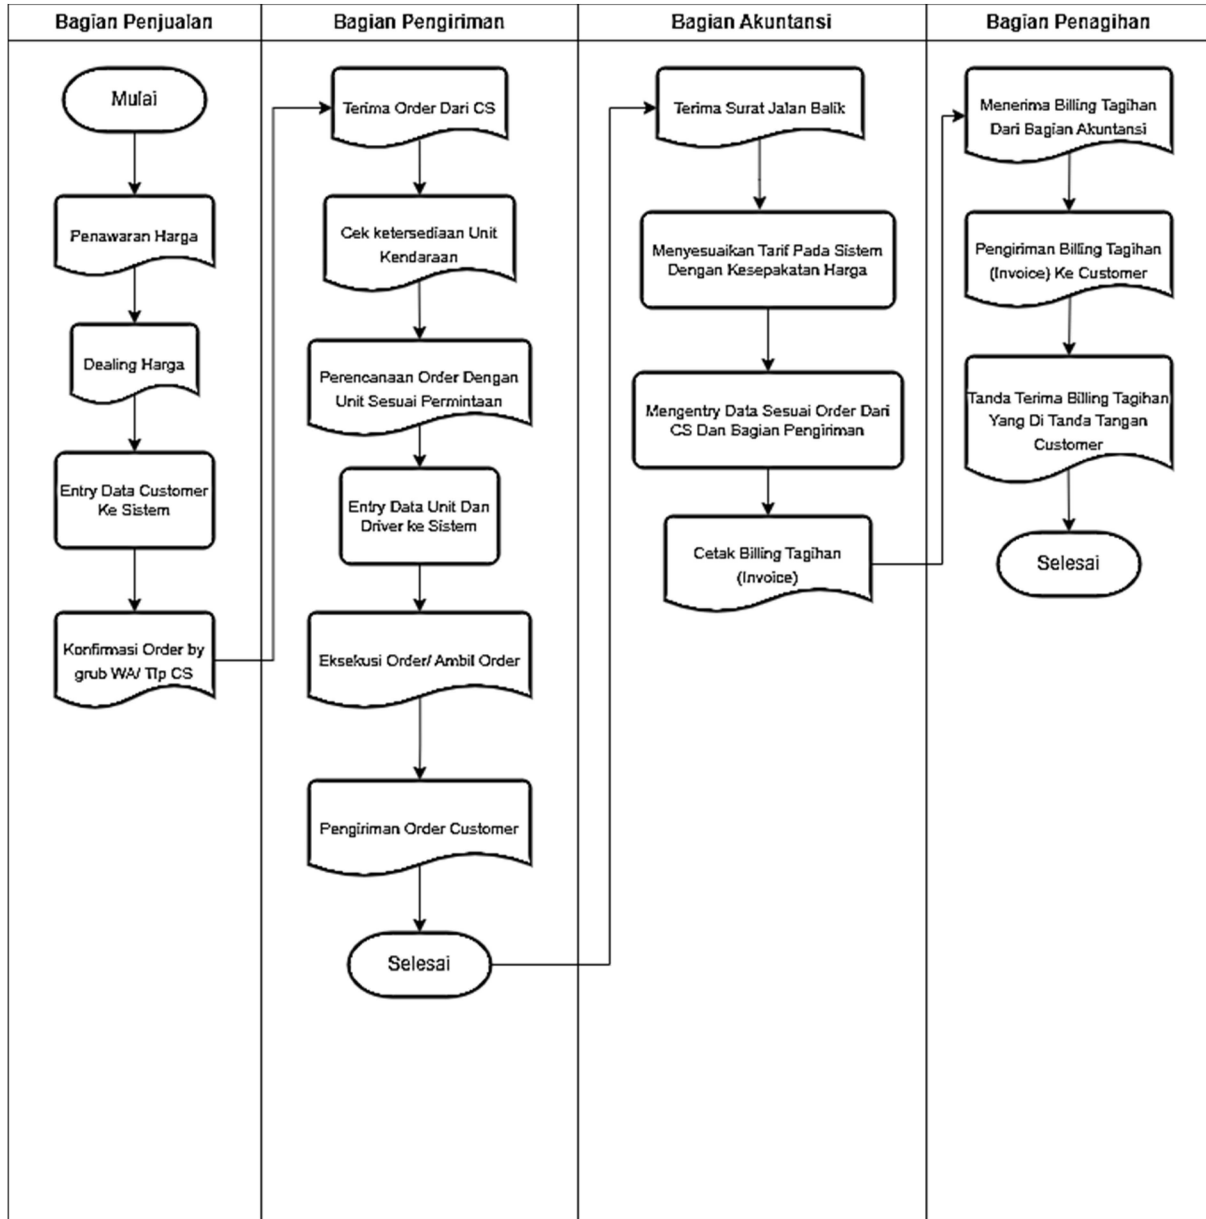 Bagian Penjualan
Bagian Pengiriman
Bagian Akuntansi
Bagian Penagihan
Mulai
Penawaran Harga
Dealing Harga
Entry Data Customer
Ke Sistem
Konfirmasi Order by
grub WA/ Tlp CS
Terima Order Dari CS
Cek ketersediaan Unit
Kendaraan
Perencanaan Order Dengan
Unit Sesuai Permintaan
Entry Data Unit Dan
Driver ke Sistem
Eksekusi Order/ Ambil Order
Pengiriman Order Customer
Selesai
Terima Surat Jalan Balik
Menyesuaikan Tarif Pada Sistem
Dengan Kesepakatan Harga
Mengentry Data Sesuai Order Dari
CS Dan Bagian Pengiriman
Cetak Billing Tagihan
(Invoice)
Menerima Billing Tagihan
Dari Bagian Akuntansi
Pengiriman Billing Tagihan
(Invoice) Ke Customer
Tanda Terima Billing Tagihan
Yang Di Tanda Tangan
Customer
Selesai